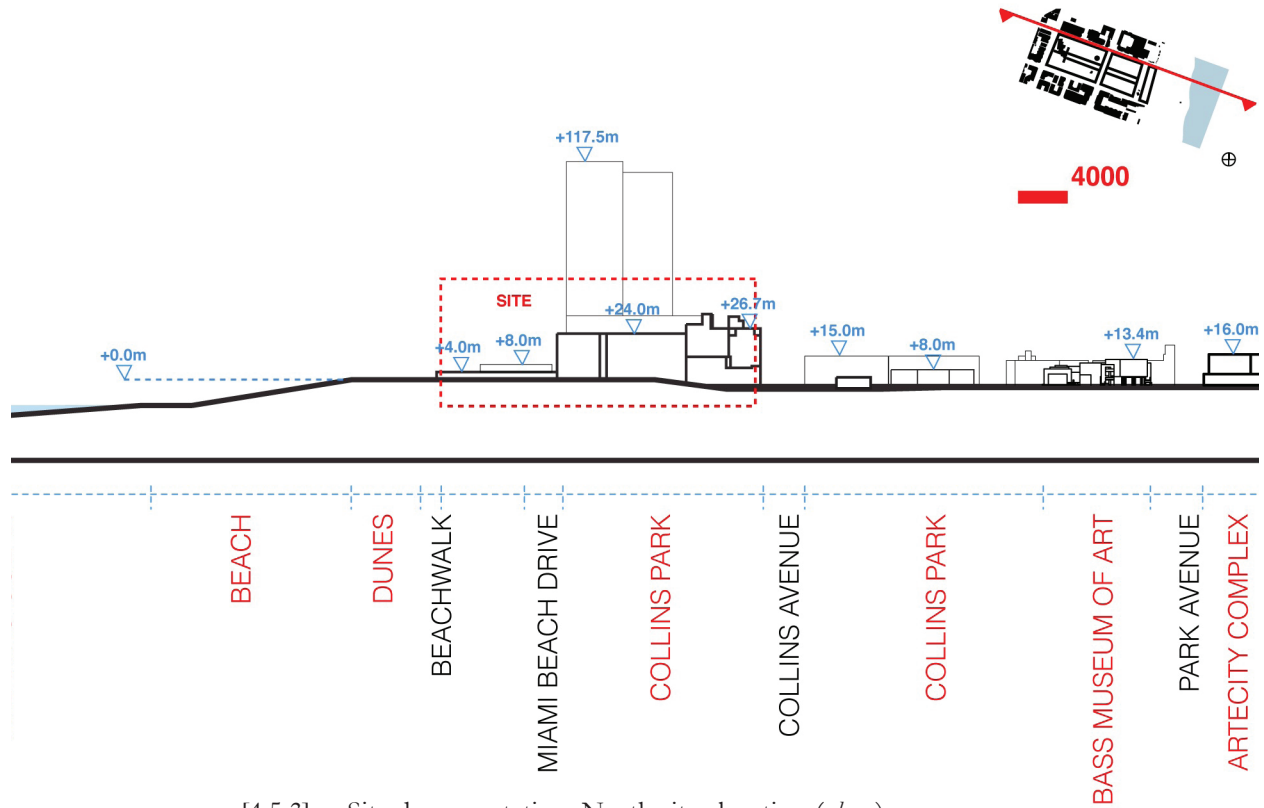 4000
+117.5m
SITE
+24.0m
+26.7m
+15.0m
+13.4m
+16.0m
+0.0m
+4.0m
+8.0m
+8.0m
BEACH
DUNES
BEACHWALK
MIAMI BEACH DRIVE
COLLINS PARK
COLLINS AVENUE
COLLINS PARK
BASS MUSEUM OF ART
PARK AVENUE
ARTECITY COMPLEX